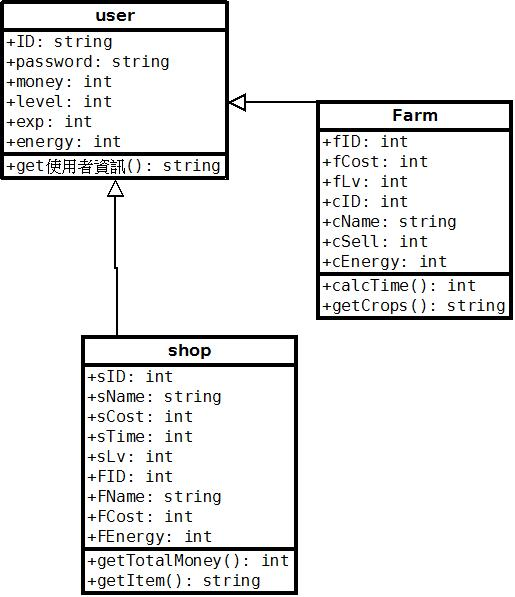 user
+ID: string
+password: string
+money: int
+level: int
+exp: int
+energy: int
+get使用者資訊(): string
Farm
+fID: int
+fCost: int
+fLv: int
+cID: int
+cName: string
+cSell: int
+cEnergy: int
+calcTime(): int
+getCrops(): string
shop
+sID: int
+sName: string
+sCost: int
+sTime: int
+sLv: int
+FID: int
+FName: string
+FCost: int
+FEnergy: int
+getTotalMoney(): int
+getItem(): string